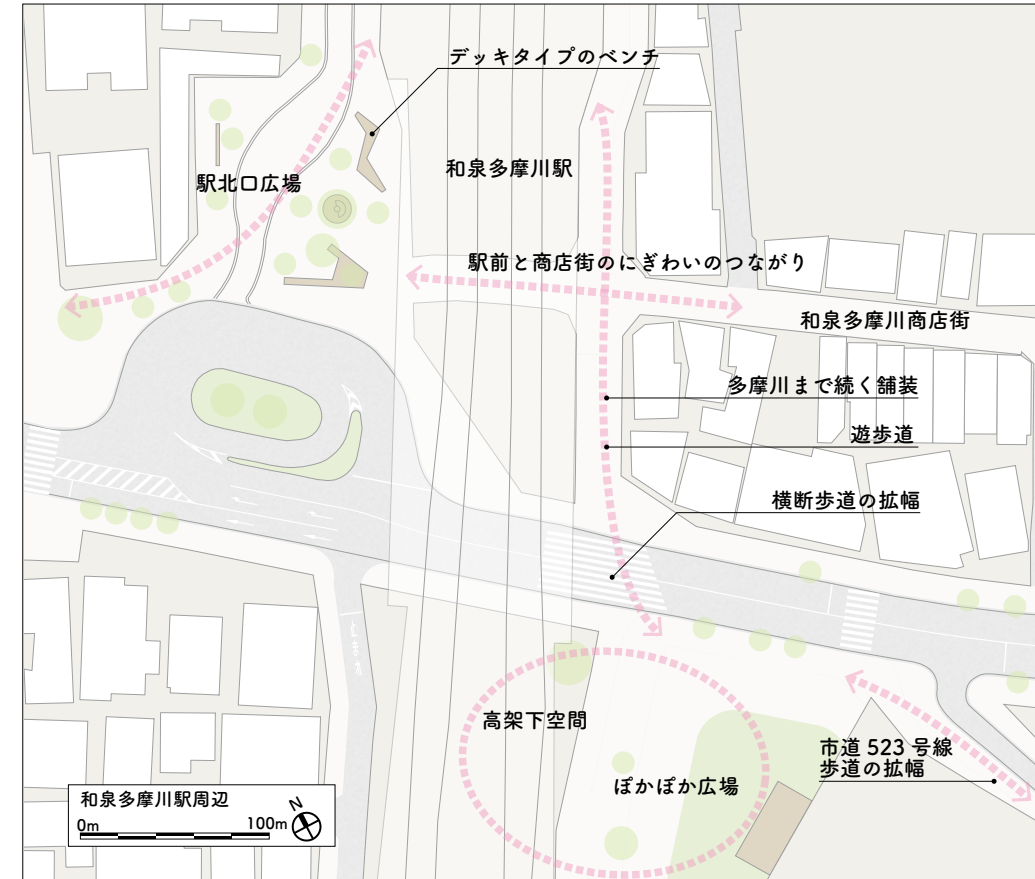 デッキタイプのベンチ
和泉多摩川駅
駅北口広場
駅前と商店街のにぎわいのつながり
和泉多摩川商店街
多摩川まで続く舗装
遊歩道
横断歩道の拡幅
止まれ
高架下空間
ぽかぽか広場
市道 523 号線
歩道の拡幅
和泉多摩川駅周辺
0m 100m
N